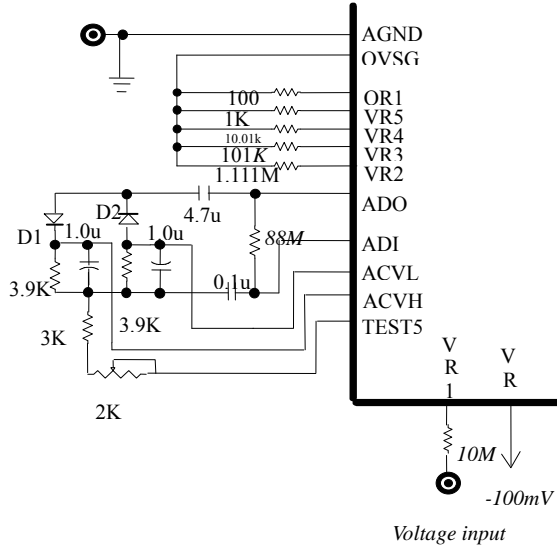 AGND
OVSG
OR1
100
VR5
1K
VR4
10.01k
VR3
101K
VR2
1.111M
ADO
4.7u
D2
D1
1.0u
1.0u
88M
ADI
ACVL
0.1u
3.9K
ACVH
3.9K
TEST5
3K
2K
V
R
1
V
R
10M
-100mV
Voltage input